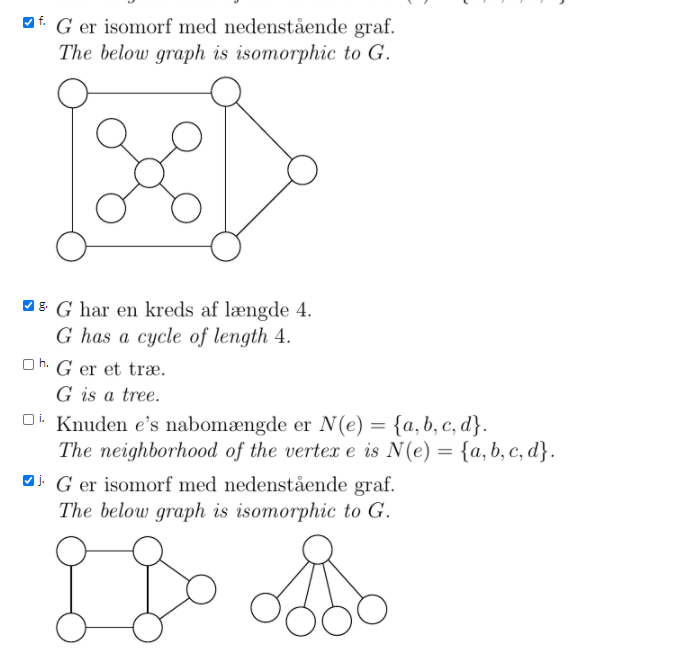 f. G er isomorf med nedenstående graf.
The below graph is isomorphic to G.
g. G har en kreds af længde 4.
G has a cycle of length 4.
h. G er et træ.
G is a tree.
i. Knuden e's nabomængde er N(e) = {a, b, c, d}.
The neighborhood of the vertex e is N(e) = {a, b, c, d}.
j. G er isomorf med nedenstående graf.
The below graph is isomorphic to G.